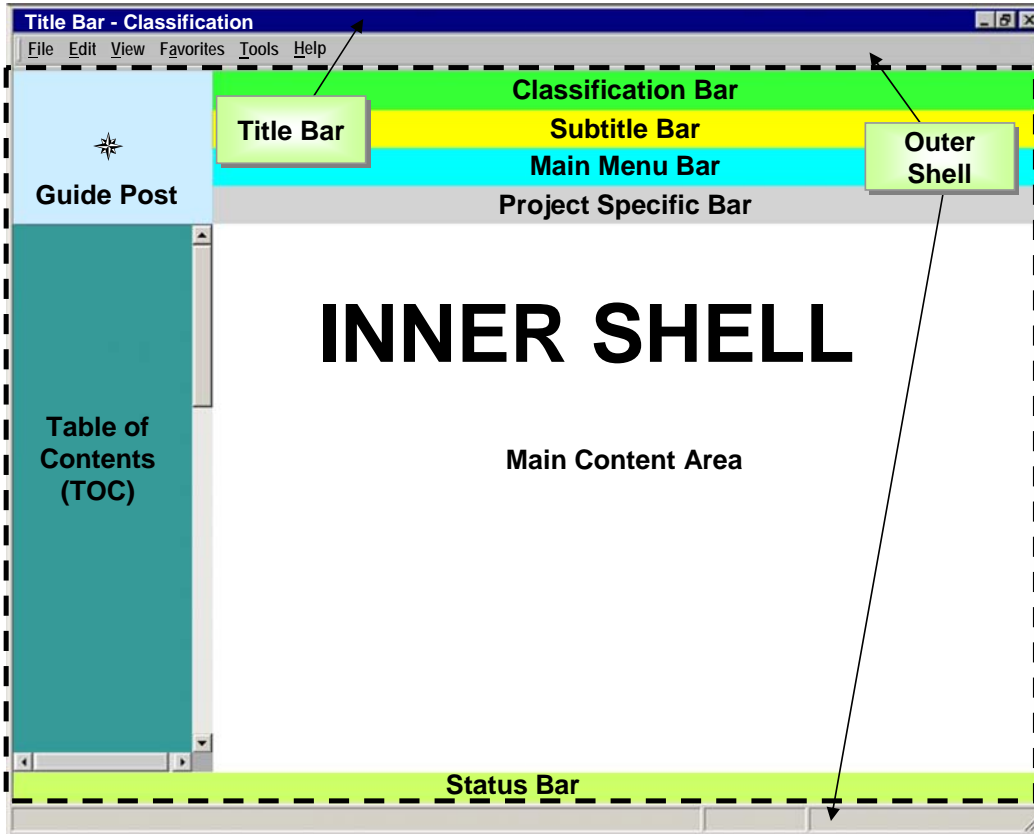 Title Bar - Classification
File Edit View Favorites Tools Help
Classification Bar
Title Bar
Subtitle Bar
Outer
Shell
Main Menu Bar
Guide Post
Project Specific Bar
INNER SHELL
Table of
Contents
(TOC)
Main Content Area
Status Bar